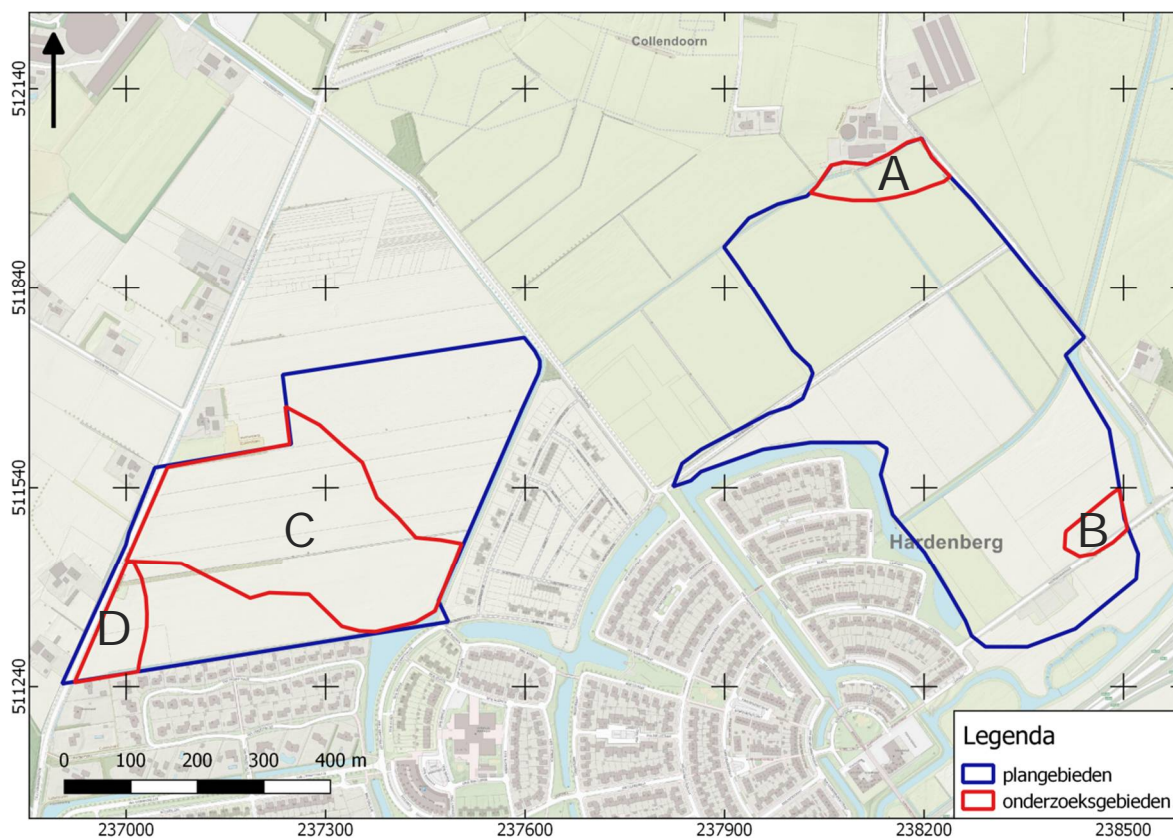 Collendoorn
512140
511840
511540
511240
A
B
C
D
Hardenberg
0 100 200 300 400 m
Legenda
plangebieden
onderzoeksgebieden
237000 237300 237600 237900 238200 238500